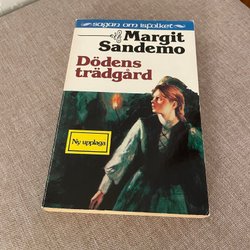 sagan om isfolket
Margit
Sandemo
Dödens
trädgård
Ny upplaga